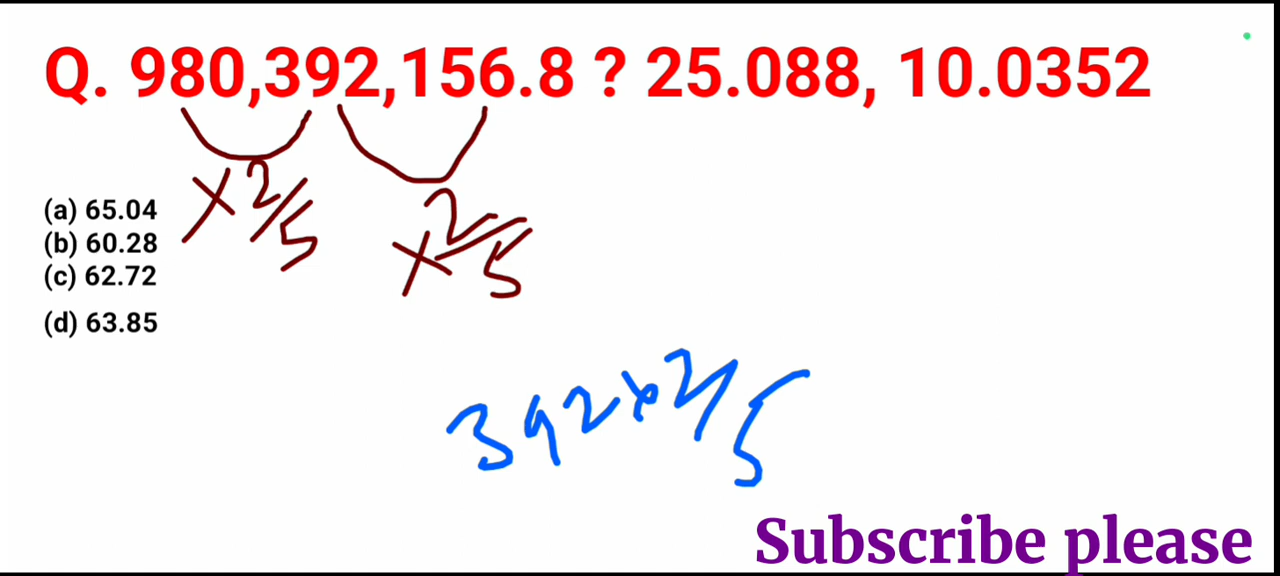 Q. 980,392,156.8 ? 25.088, 10.0352
×2/5
×2/5
(a) 65.04
(b) 60.28
(c) 62.72
(d) 63.85
392×2/5
Subscribe please